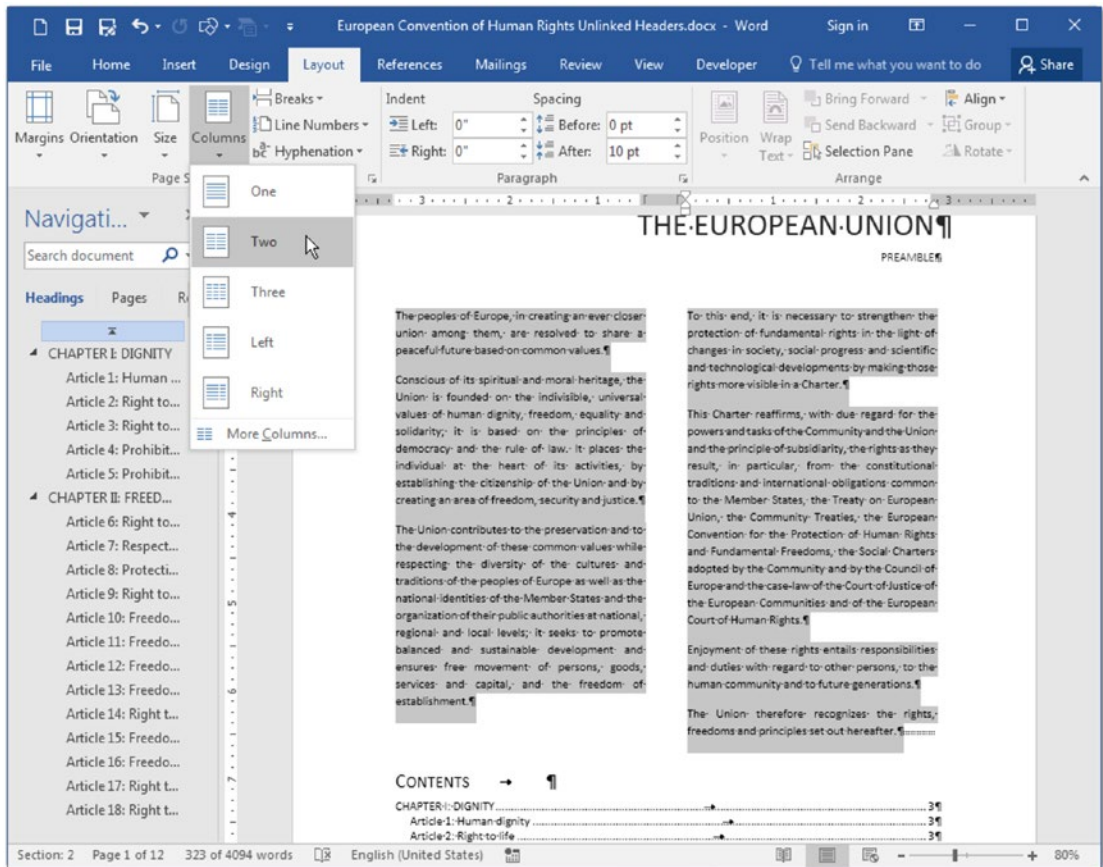 European Convention of Human Rights Unlinked Headers.docx - Word Sign in
File Home Insert Design Layout References Mailings Review View Developer Tell me what you want to do Share
Margins Orientation Size Columns
Breaks
Line Numbers
Hyphenation
Page S
Indent Spacing
Left: 0" Before: 0 pt
Right: 0" After: 10 pt
Paragraph
Position Wrap Text
Bring Forward
Send Backward
Selection Pane
Align
Group
Rotate
Arrange
One
Two
Three
Left
Right
More Columns...
Navigati...
Search document
Headings Pages R
CHAPTER I: DIGNITY
Article 1: Human ...
Article 2: Right to...
Article 3: Right to...
Article 4: Prohibit...
Article 5: Prohibit...
CHAPTER II: FREED...
Article 6: Right to...
Article 7: Respect...
Article 8: Protecti...
Article 9: Right to...
Article 10: Freedo...
Article 11: Freedo...
Article 12: Freedo...
Article 13: Freedo...
Article 14: Right t...
Article 15: Freedo...
Article 16: Freedo...
Article 17: Right t...
Article 18: Right t...
3 2 1 1 2 3
4
5
6
7
THE·EUROPEAN·UNION¶
PREAMBLE¶
The·peoples·of·Europe,·in·creating·an·ever·closer·
union· among· them,· are· resolved· to· share· a·
peaceful·future·based·on·common·values.¶
Conscious·of·its·spiritual·and·moral·heritage,·the·
Union· is· founded· on· the· indivisible,· universal·
values· of· human· dignity,· freedom,· equality· and·
solidarity;· it· is· based· on· the· principles· of·
democracy· and· the· rule· of· law.· It· places· the·
individual· at· the· heart· of· its· activities,· by·
establishing·the·citizenship·of·the·Union·and·by·
creating·an·area·of·freedom,·security·and·justice.¶
The·Union·contributes·to·the·preservation·and·to·
the·development·of·these·common·values·while·
respecting· the· diversity· of· the· cultures· and·
traditions·of·the·peoples·of·Europe·as·well·as·the·
national·identities·of·the·Member·States·and·the·
organization·of·their·public·authorities·at·national,·
regional· and· local· levels;· it· seeks· to· promote·
balanced· and· sustainable· development· and·
ensures· free· movement· of· persons,· goods,·
services· and· capital,· and· the· freedom· of·
establishment.¶
To· this· end,· it· is· necessary· to· strengthen· the·
protection·of·fundamental·rights·in·the·light·of·
changes·in·society,·social·progress·and·scientific·
and·technological·developments·by·making·those·
rights·more·visible·in·a·Charter.¶
This·Charter·reaffirms,·with·due·regard·for·the·
powers·and·tasks·of·the·Community·and·the·Union·
and·the·principle·of·subsidiarity,·the·rights·as·they·
result,· in· particular,· from· the· constitutional·
traditions·and·international·obligations·common·
to· the· Member· States,· the· Treaty· on· European·
Union,· the· Community· Treaties,· the· European·
Convention· for· the· Protection· of· Human· Rights·
and· Fundamental· Freedoms,· the· Social· Charters·
adopted·by·the·Community·and·by·the·Council·of·
Europe·and·the·case-law·of·the·Court·of·Justice·of·
the·European·Communities·and·of·the·European·
Court·of·Human·Rights.¶
Enjoyment·of·these·rights·entails·responsibilities·
and·duties·with·regard·to·other·persons,·to·the·
human·community·and·to·future·generations.¶
The· Union· therefore· recognizes· the· rights,·
freedoms·and·principles·set·out·hereafter.¶
CONTENTS → ¶
CHAPTER·I:·DIGNITY → 3¶
Article·1:·Human·dignity → 3¶
Article·2:·Right·to·life → 3¶
Section: 2 Page 1 of 12 323 of 4094 words English (United States) 80%